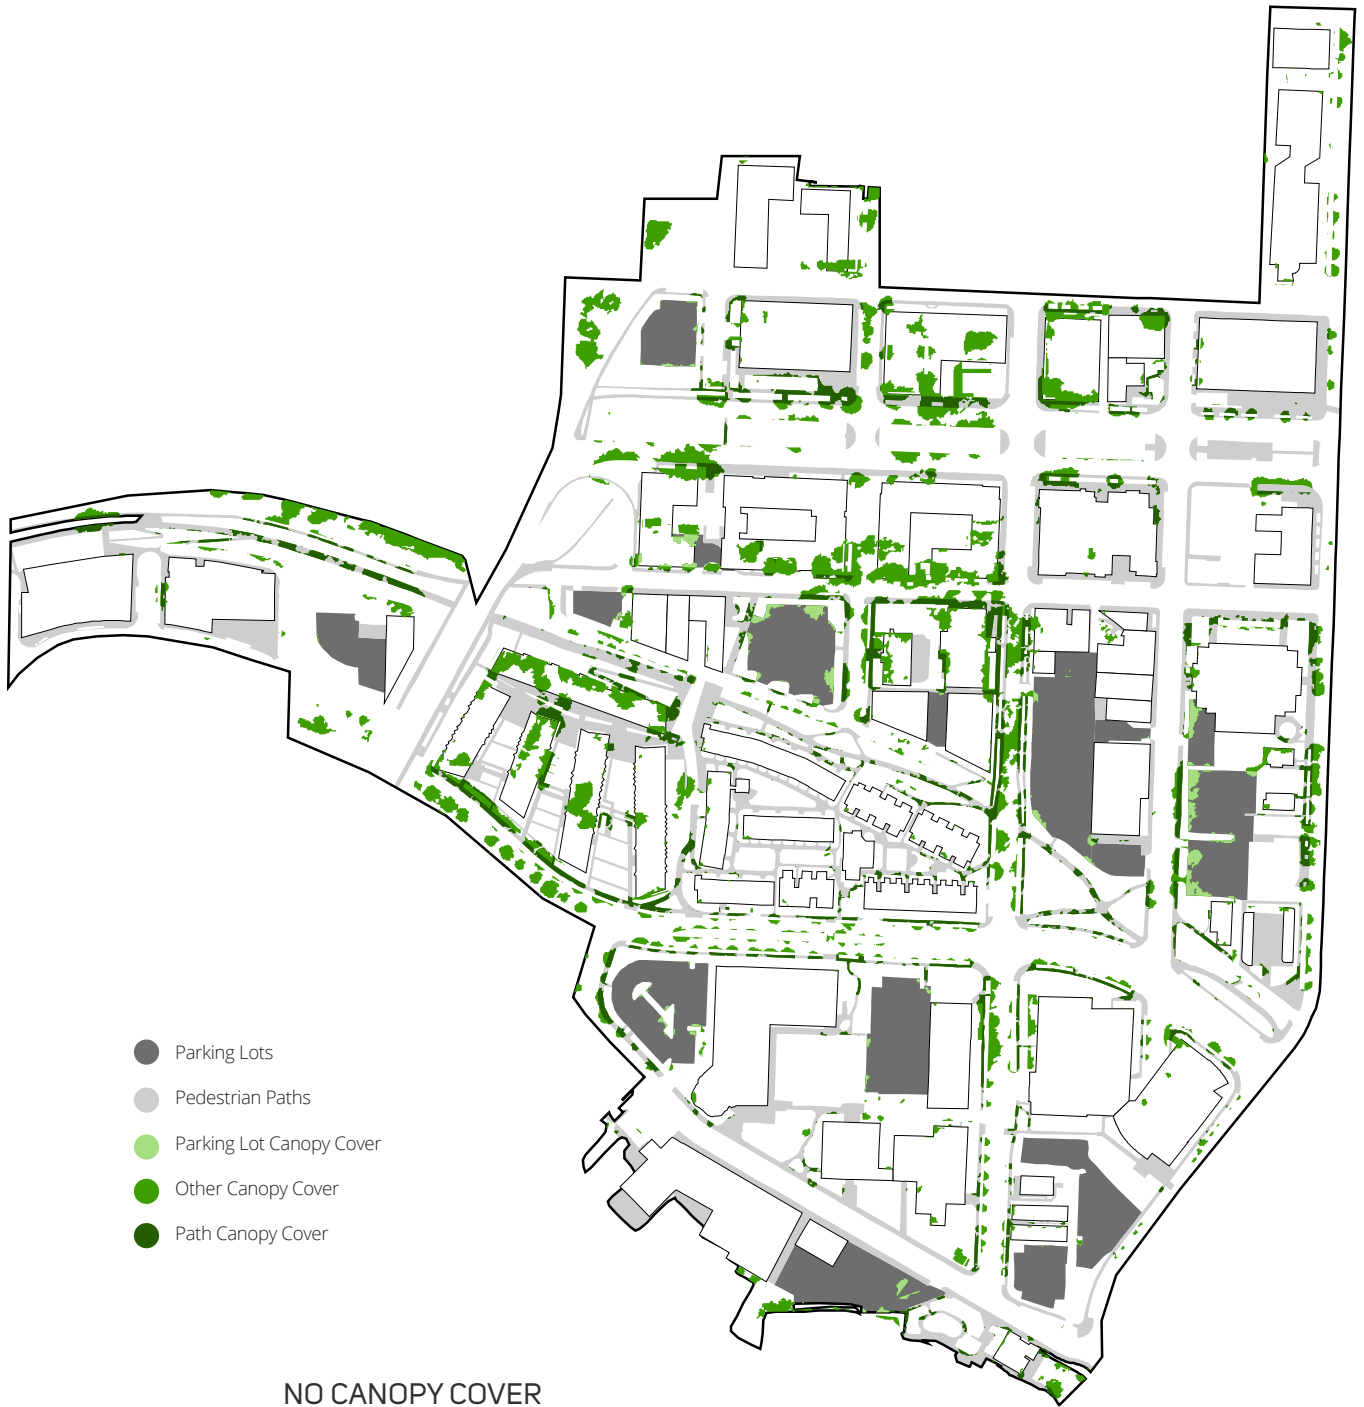 Parking Lots
Pedestrian Paths
Parking Lot Canopy Cover
Other Canopy Cover
Path Canopy Cover
NO CANOPY COVER